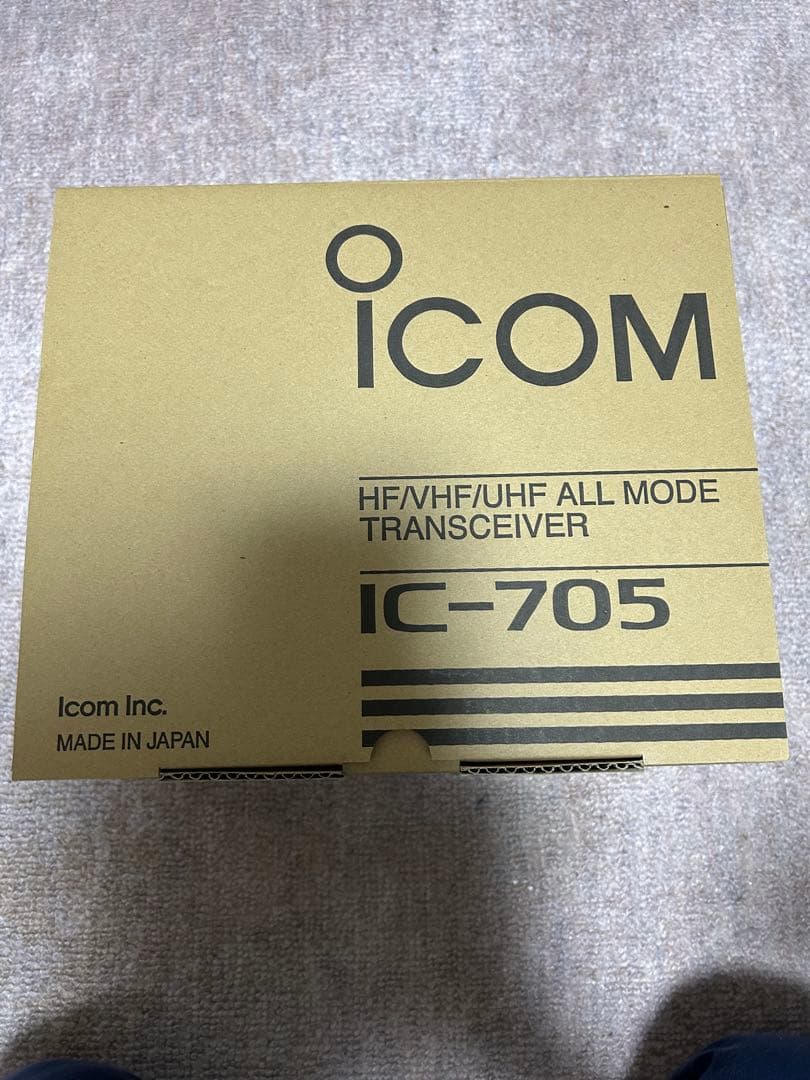 iCOM
HF/VHF/UHF ALL MODE
TRANSCEIVER
IC-705
Icom Inc.
MADE IN JAPAN